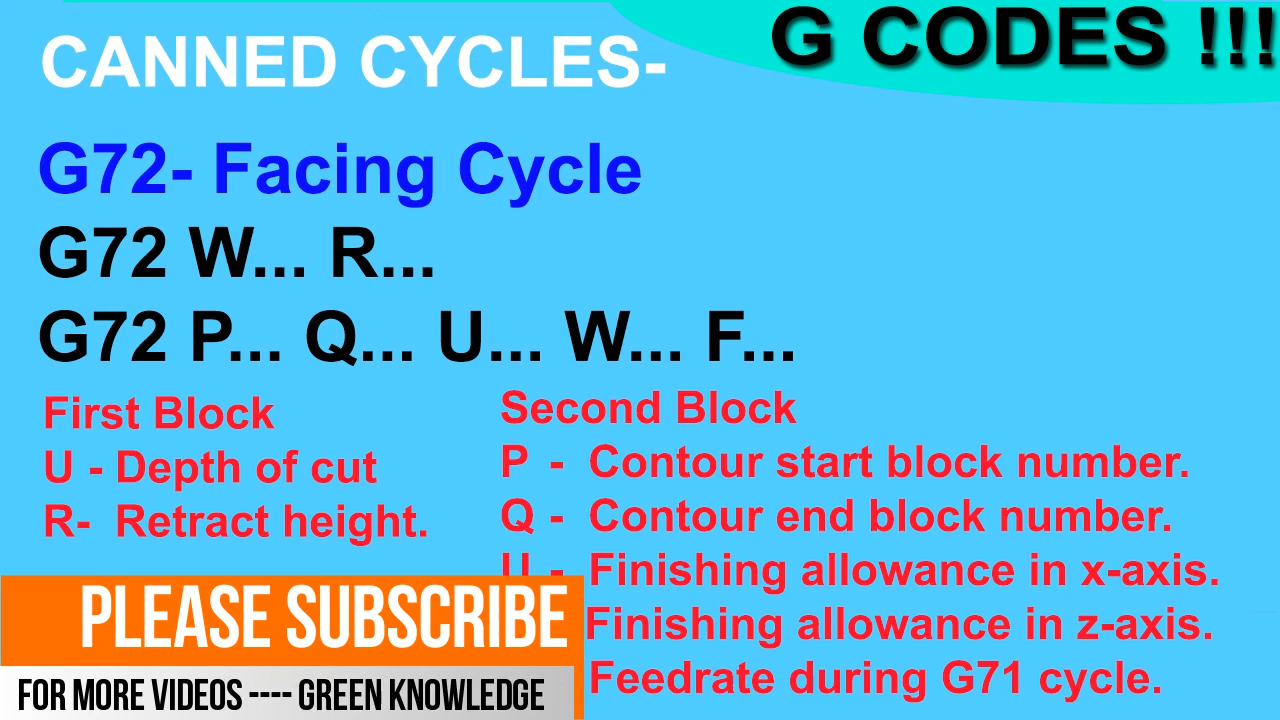 G CODES !!!
CANNED CYCLES-
G72- Facing Cycle
G72 W... R...
G72 P... Q... U... W... F...
First Block
U - Depth of cut
R- Retract height.
Second Block
P - Contour start block number.
Q - Contour end block number.
U - Finishing allowance in x-axis.
Finishing allowance in z-axis.
Feedrate during G71 cycle.
PLEASE SUBSCRIBE
FOR MORE VIDEOS ---- GREEN KNOWLEDGE